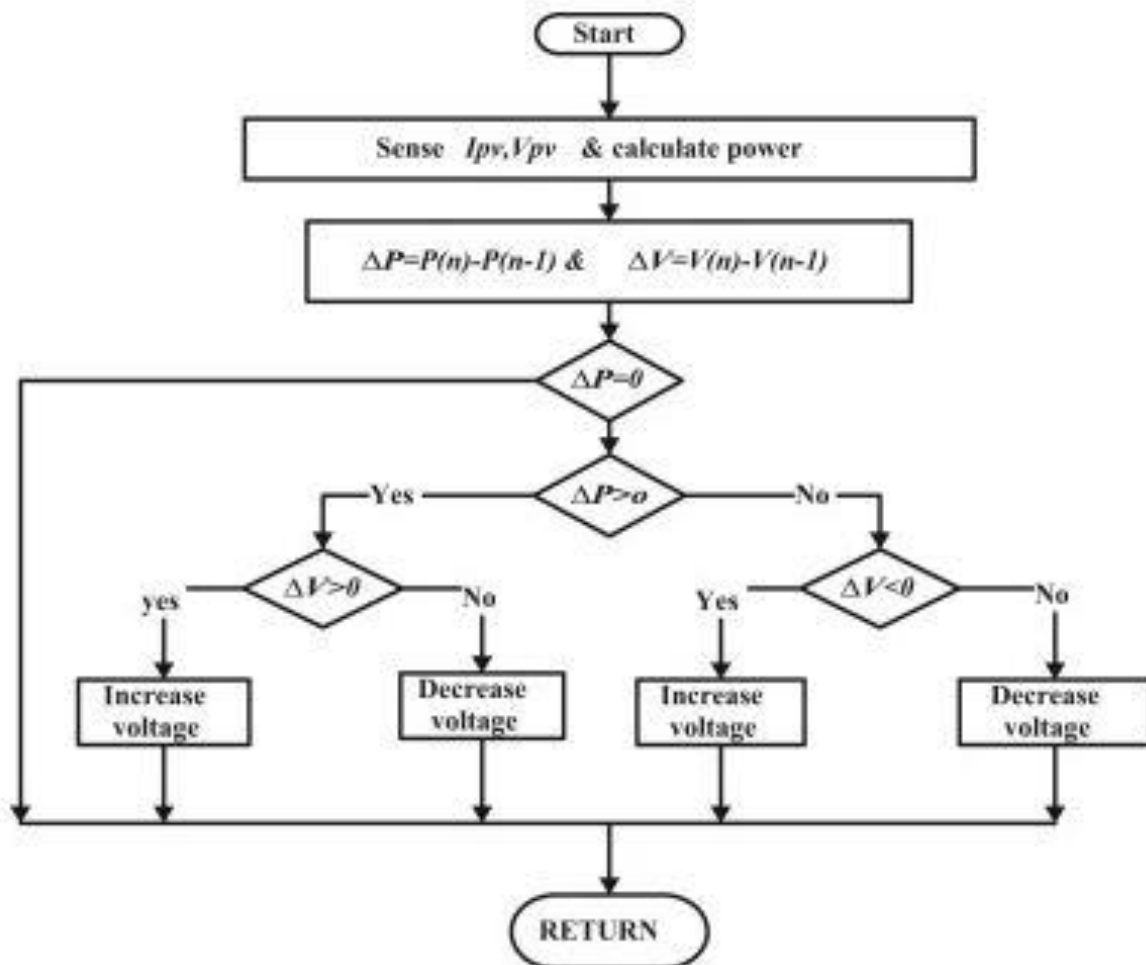 Start
Sense Ipv,Vpv & calculate power
ΔP=P(n)-P(n-1) & ΔV=V(n)-V(n-1)
ΔP=0
Yes
ΔP>o
No
ΔV>0
ΔV<0
yes
No
Yes
No
Increase
voltage
Decrease
voltage
Increase
voltage
Decrease
voltage
RETURN